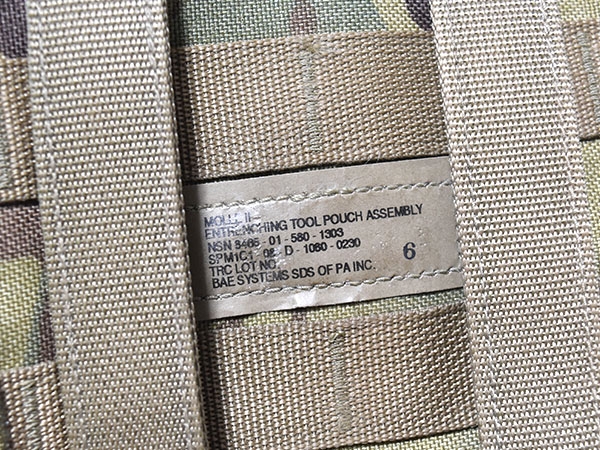 MOLLE II –
ENTRENCHING TOOL POUCH ASSEMBLY
NSN 8465 - 01 - 580 - 1303
SPM1C1 - 08 - D - 1080 - 0230
TRC LOT NO.
BAE SYSTEMS SDS OF PA INC.
6